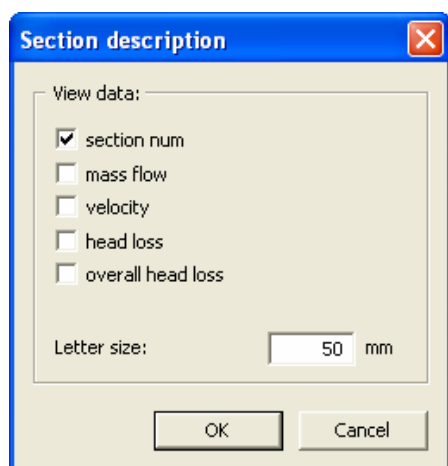 Section description
View data:
section num
mass flow
velocity
head loss
overall head loss
Letter size: 50 mm
OK Cancel